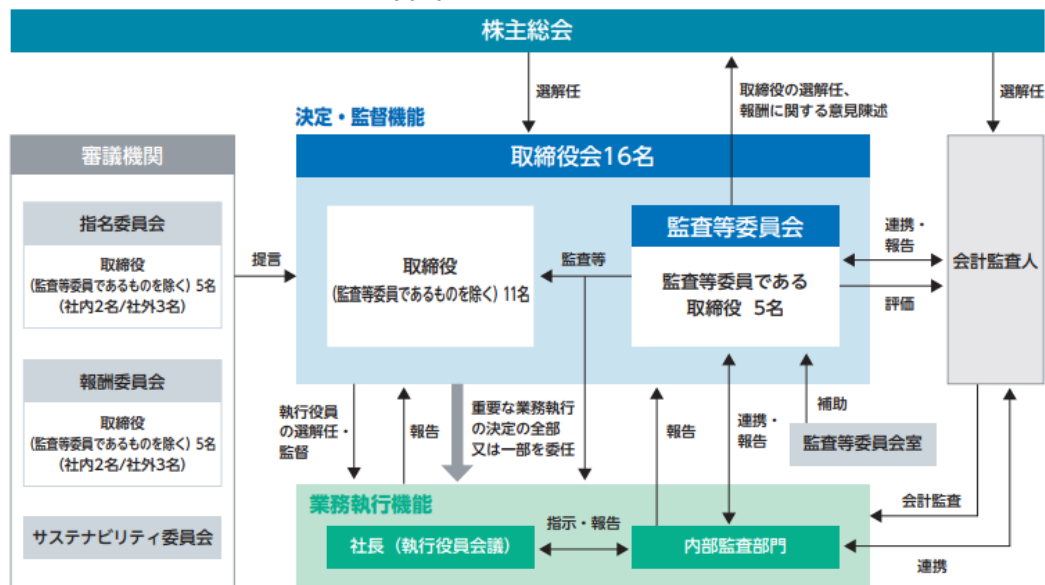 株主総会
選解任
取締役の選解任、
報酬に関する意見陳述
選解任
決定・監督機能
審議機関
取締役会16名
指名委員会
取締役
(監査等委員であるものを除く) 5名
(社内2名/社外3名)
報酬委員会
取締役
(監査等委員であるものを除く) 5名
(社内2名/社外3名)
サステナビリティ委員会
提言
取締役
(監査等委員であるものを除く) 11名
監査等
監査等委員会
監査等委員である
取締役 5名
連携・
報告
評価
会計監査人
執行役員
の選解任・
監督
報告
重要な業務執行
の決定の全部
又は一部を委任
報告
連携・
報告
補助
監査等委員会室
業務執行機能
社長（執行役員会議）
指示・報告
内部監査部門
会計監査
連携